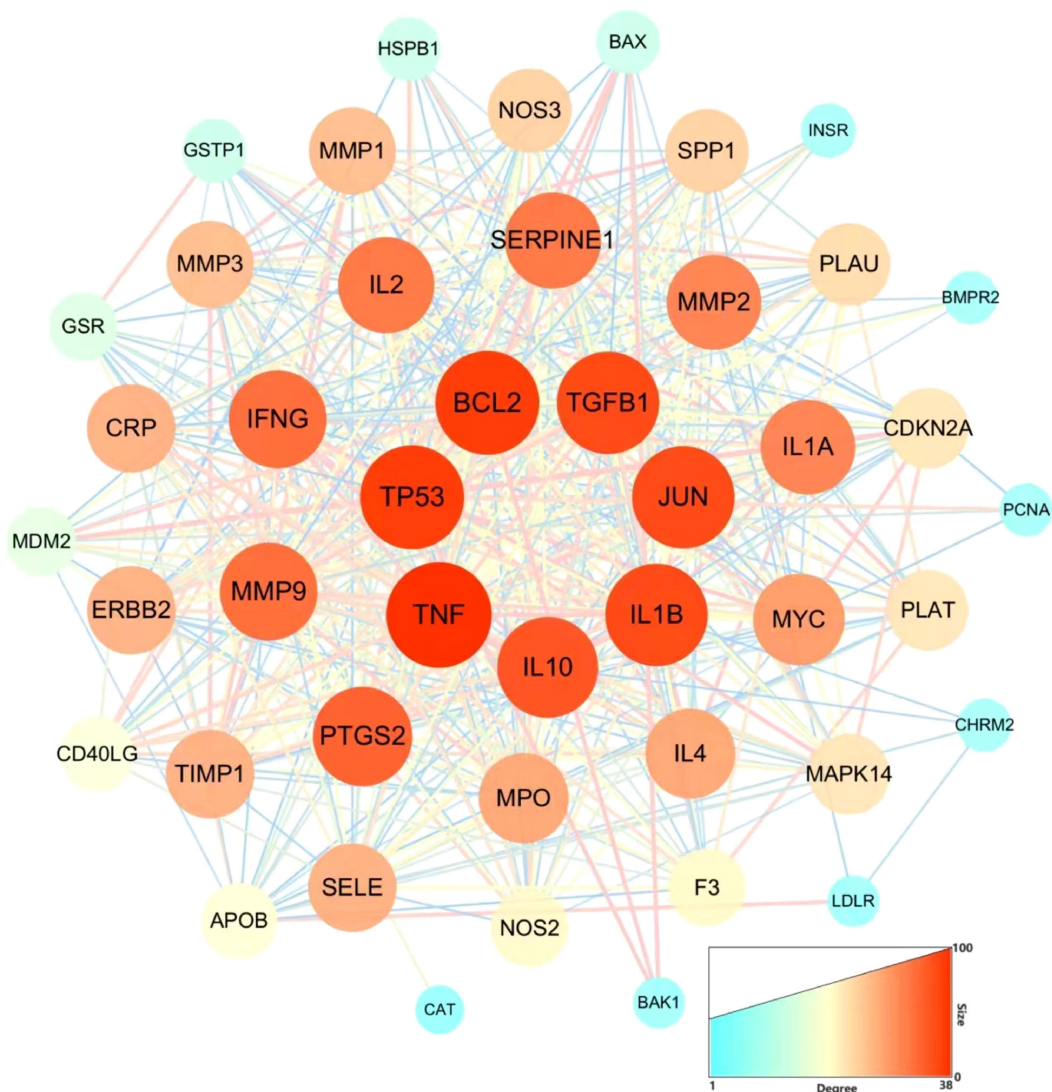 HSPB1
BAX
NOS3
INSR
MMP1
SPP1
GSTP1
SERPINE1
MMP3
PLAU
IL2
MMP2
BMPR2
GSR
BCL2
TGFB1
IFNG
CRP
CDKN2A
IL1A
TP53
JUN
PCNA
MDM2
MMP9
ERBB2
PLAT
TNF
IL1B
MYC
IL10
CHRM2
PTGS2
CD40LG
IL4
TIMP1
MAPK14
MPO
SELE
F3
LDLR
APOB
NOS2
BAK1
CAT
100
Size
0
1
38
Degree